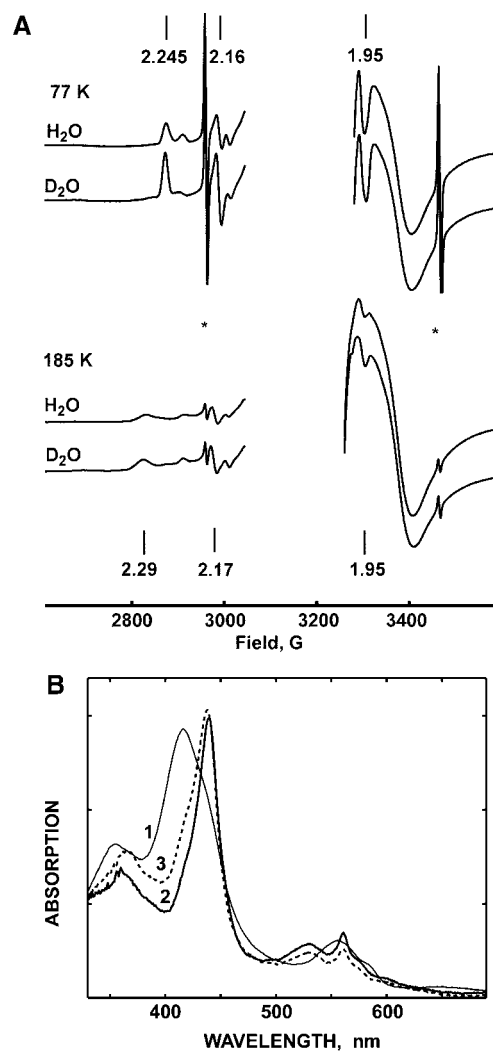 A
2.245 2.16 1.95
77 K
H₂O
D₂O
* *
185 K
H₂O
D₂O
2.29 2.17 1.95
2800 3000 3200 3400
Field, G
B
ABSORPTION
1
3
2
400 500 600
WAVELENGTH, nm